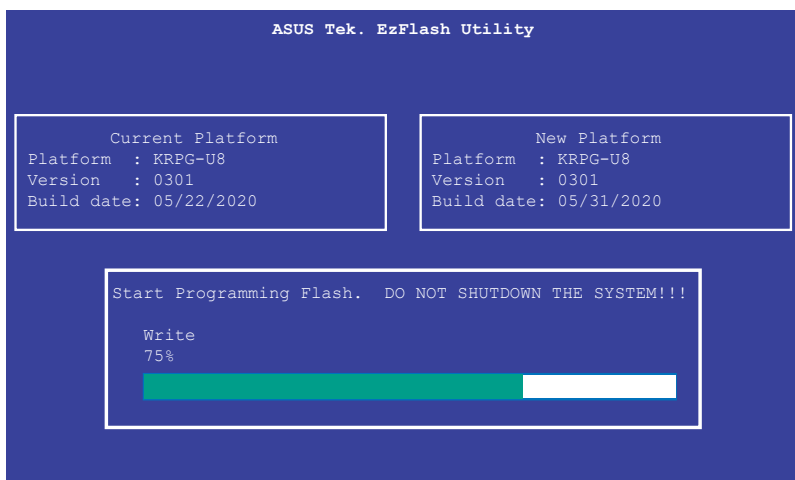 ASUS Tek. EzFlash Utility
Current Platform
Platform : KRPG-U8
Version : 0301
Build date: 05/22/2020
New Platform
Platform : KRPG-U8
Version : 0301
Build date: 05/31/2020
Start Programming Flash. DO NOT SHUTDOWN THE SYSTEM!!!
Write
75%